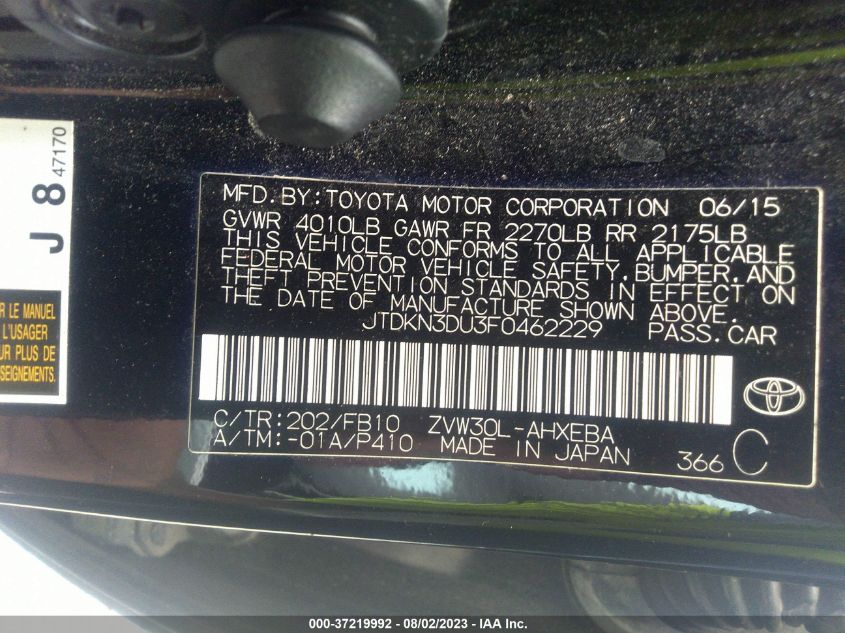 J 8 47170
R LE MANUEL
L'USAGER
UR PLUS DE
SEIGNEMENTS.
MFD. BY: TOYOTA MOTOR CORPORATION 06/15
GVWR 4010LB GAWR FR 2270LB RR 2175LB
THIS VEHICLE CONFORMS TO ALL APPLICABLE
FEDERAL MOTOR VEHICLE SAFETY, BUMPER, AND
THEFT PREVENTION STANDARDS IN EFFECT ON
THE DATE OF MANUFACTURE SHOWN ABOVE.
JTDKN3DU3F0462229 PASS.CAR
C/TR: 202/FB10 ZVW30L-AHXEBA
A/TM: -01A/P410 MADE IN JAPAN 366 C
000-37219992 - 08/02/2023 - IAA Inc.